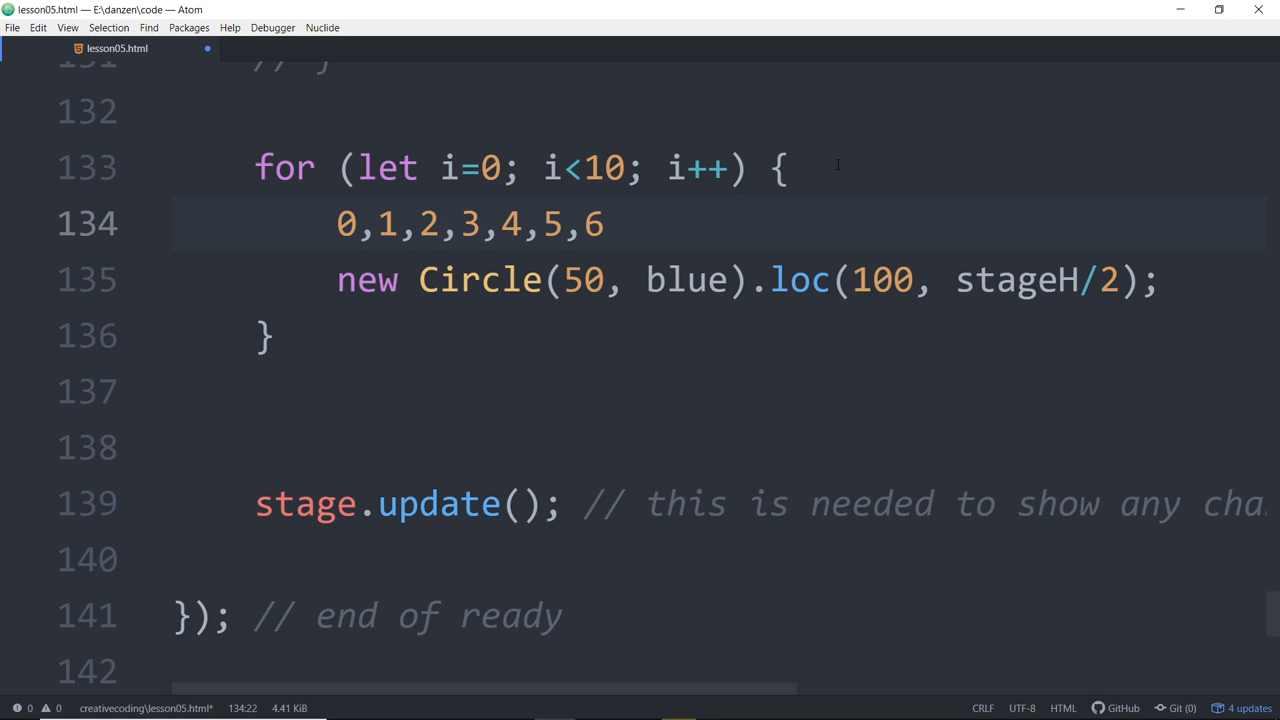 lesson05.html — E:\danzen\code — Atom
File Edit View Selection Find Packages Help Debugger Nuclide
lesson05.html
131 // }
132
133 for (let i=0; i<10; i++) {
134 0,1,2,3,4,5,6
135 new Circle(50, blue).loc(100, stageH/2);
136 }
137
138
139 stage.update(); // this is needed to show any cha
140
141 }); // end of ready
142
0 0 creativecoding\lesson05.html* 134:22 4.41 KiB CRLF UTF-8 HTML GitHub Git (0) 4 updates